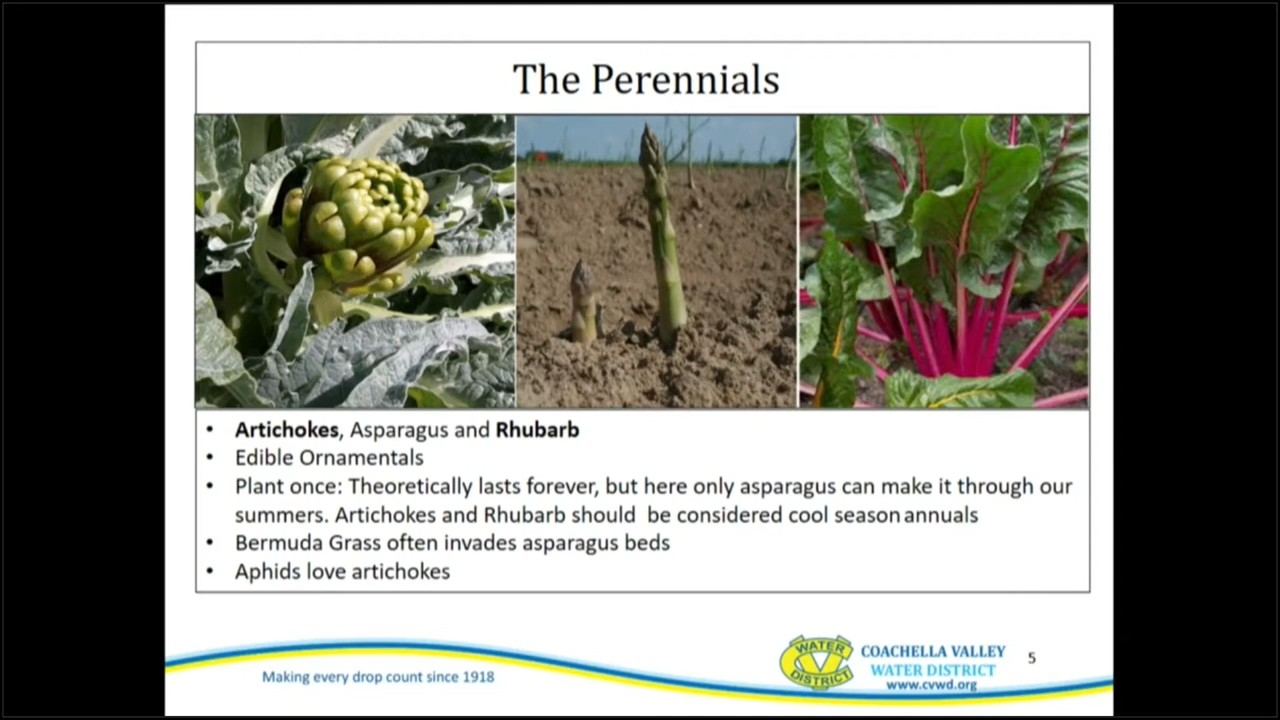 The Perennials
• Artichokes, Asparagus and Rhubarb
• Edible Ornamentals
• Plant once: Theoretically lasts forever, but here only asparagus can make it through our
summers. Artichokes and Rhubarb should be considered cool season annuals
• Bermuda Grass often invades asparagus beds
• Aphids love artichokes
Making every drop count since 1918
WATER
DISTRICT
COACHELLA VALLEY
WATER DISTRICT
www.cvwd.org
5